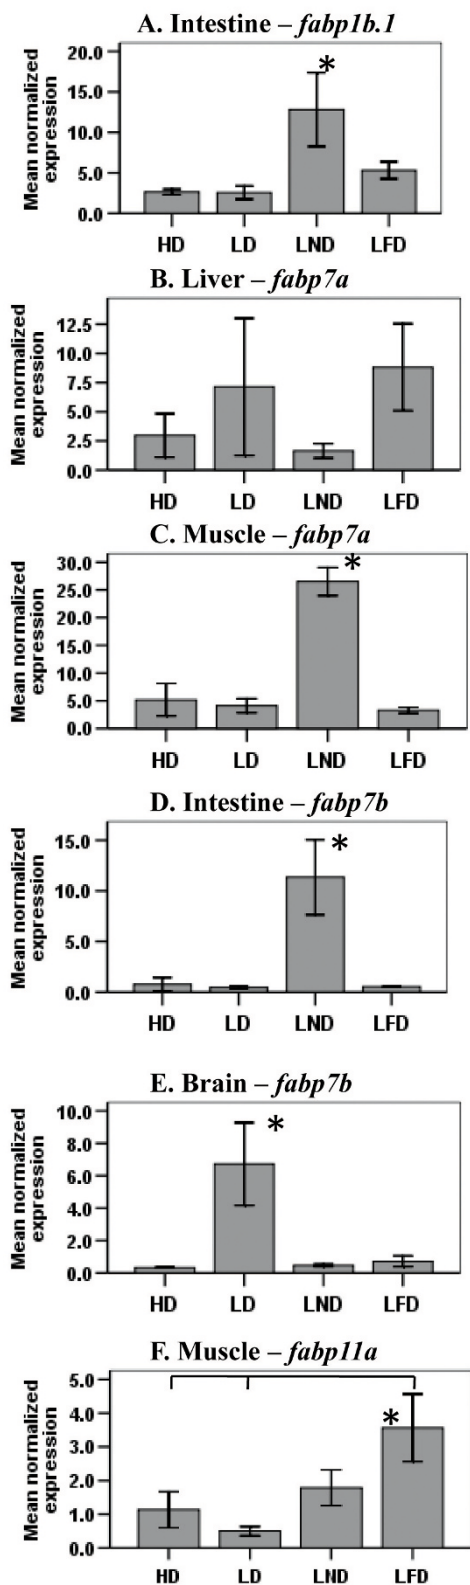 A. Intestine – fabp1b.1
Mean normalized
expression
20.0
15.0
10.0
5.0
0.0
*
HD LD LND LFD
B. Liver – fabp7a
Mean normalized
expression
12.5
10.0
7.5
5.0
2.5
0.0
HD LD LND LFD
C. Muscle – fabp7a
Mean normalized
expression
30.0
25.0
20.0
15.0
10.0
5.0
0.0
*
HD LD LND LFD
D. Intestine – fabp7b
Mean normalized
expression
15.0
10.0
5.0
0.0
*
HD LD LND LFD
E. Brain – fabp7b
Mean normalized
expression
10.0
8.0
6.0
4.0
2.0
0.0
*
HD LD LND LFD
F. Muscle – fabp11a
Mean normalized
expression
5.0
4.0
3.0
2.0
1.0
0.0
*
HD LD LND LFD